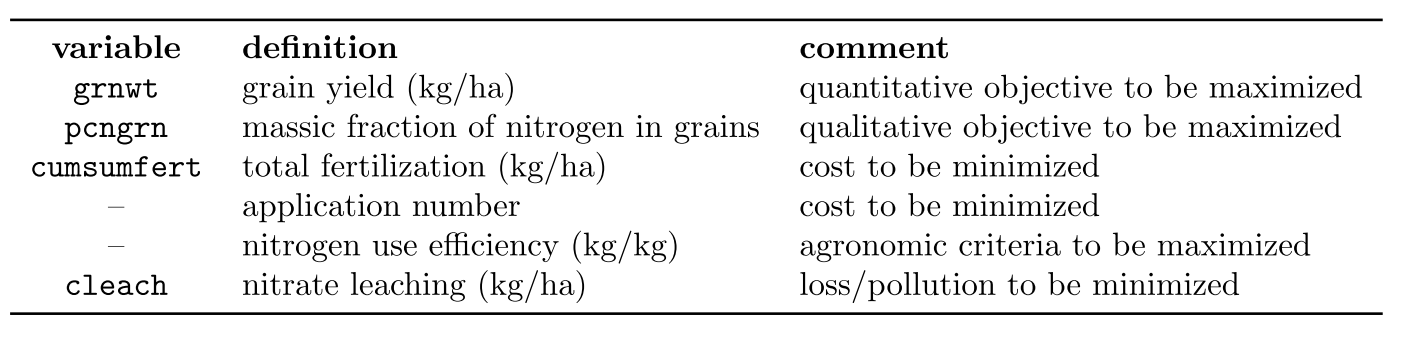 variable definition comment
grnwt grain yield (kg/ha) quantitative objective to be maximized
pcngrn massic fraction of nitrogen in grains qualitative objective to be maximized
cumsumfert total fertilization (kg/ha) cost to be minimized
– application number cost to be minimized
– nitrogen use efficiency (kg/kg) agronomic criteria to be maximized
cleach nitrate leaching (kg/ha) loss/pollution to be minimized